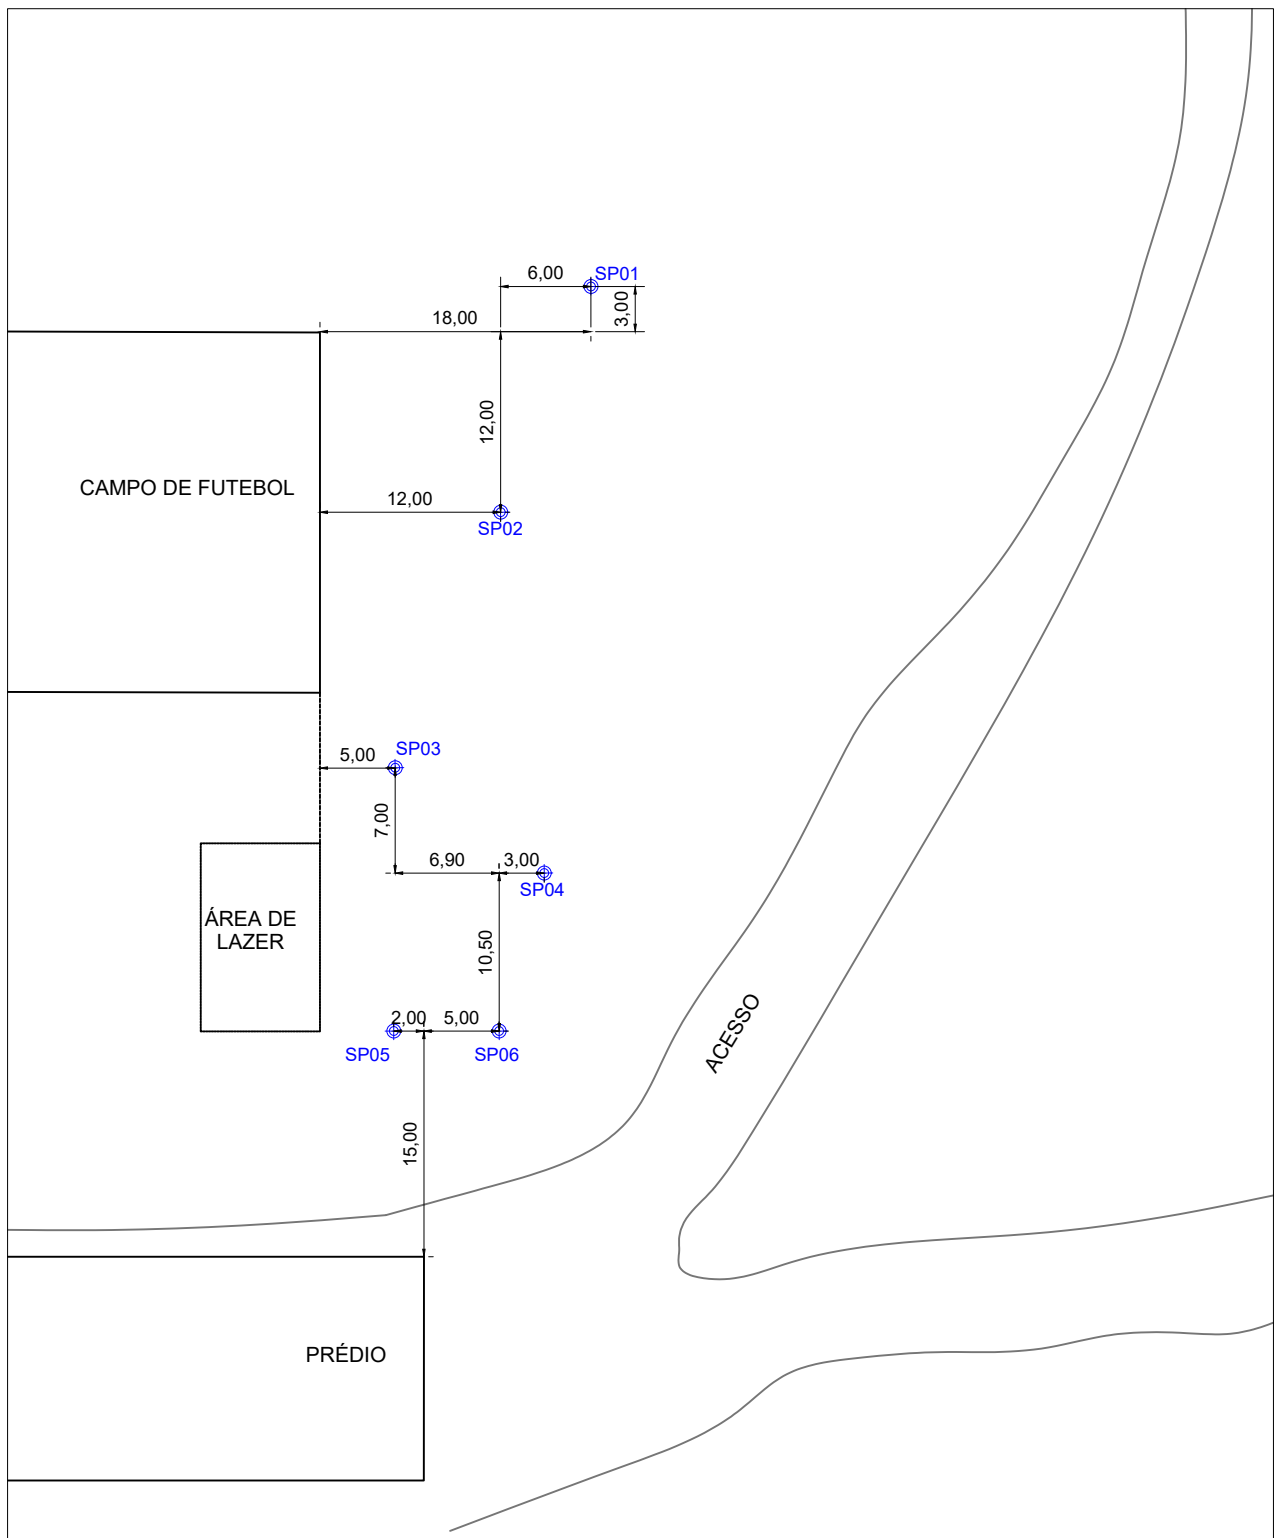 6,00
SP01
3,00
18,00
12,00
CAMPO DE FUTEBOL
12,00
SP02
5,00
SP03
7,00
6,90
3,00
SP04
ÁREA DE
LAZER
10,50
2,00
5,00
SP05
SP06
ACESSO
15,00
PRÉDIO